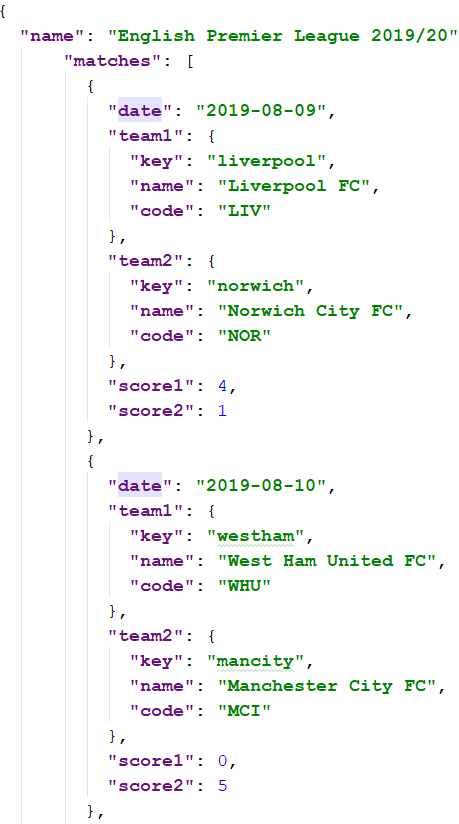 {
"name": "English Premier League 2019/20"
"matches": [
{
"date": "2019-08-09",
"team1": {
"key": "liverpool",
"name": "Liverpool FC",
"code": "LIV"
},
"team2": {
"key": "norwich",
"name": "Norwich City FC",
"code": "NOR"
},
"score1": 4,
"score2": 1
},
{
"date": "2019-08-10",
"team1": {
"key": "westham",
"name": "West Ham United FC",
"code": "WHU"
},
"team2": {
"key": "mancity",
"name": "Manchester City FC",
"code": "MCI"
},
"score1": 0,
"score2": 5
},